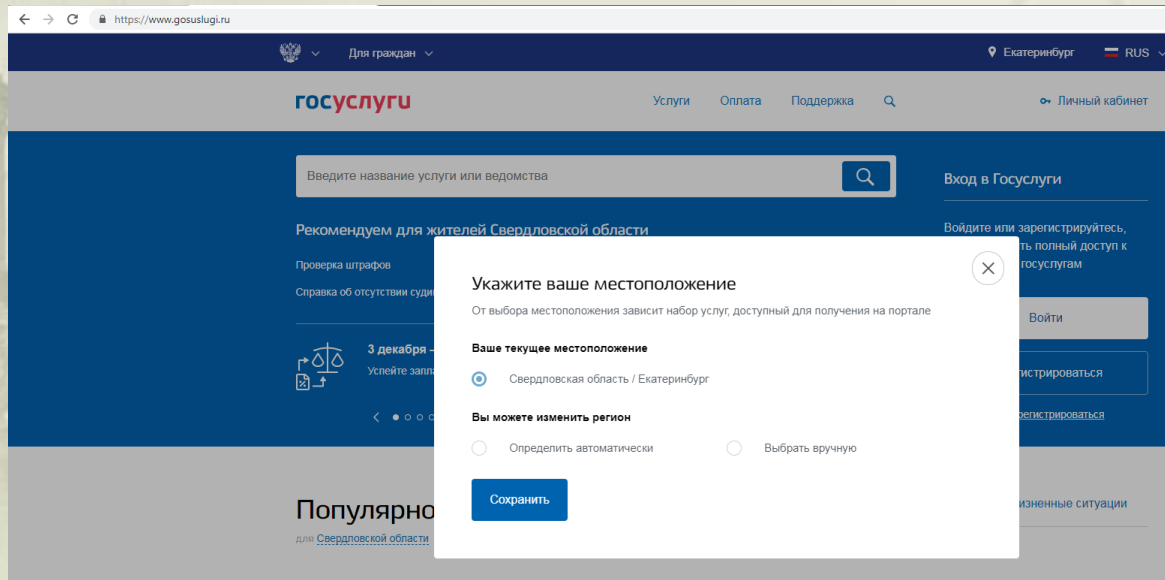 https://www.gosuslugi.ru
Для граждан
Екатеринбург
RUS
госуслуги
Услуги
Оплата
Поддержка
Личный кабинет
Введите название услуги или ведомства
Вход в Госуслуги
Рекомендуем для жителей Свердловской области
Войдите или зарегистрируйтесь,
полный доступ к
госуслугам
Проверка штрафов
Справка об отсутствии
3 декабря –
Успейте
Войти
Укажите ваше местоположение
От выбора местоположения зависит набор услуг, доступный для получения на портале
Ваше текущее местоположение
Свердловская область / Екатеринбург
Вы можете изменить регион
Определить автоматически
Выбрать вручную
Сохранить
Популярно
для Свердловской области
ситуации